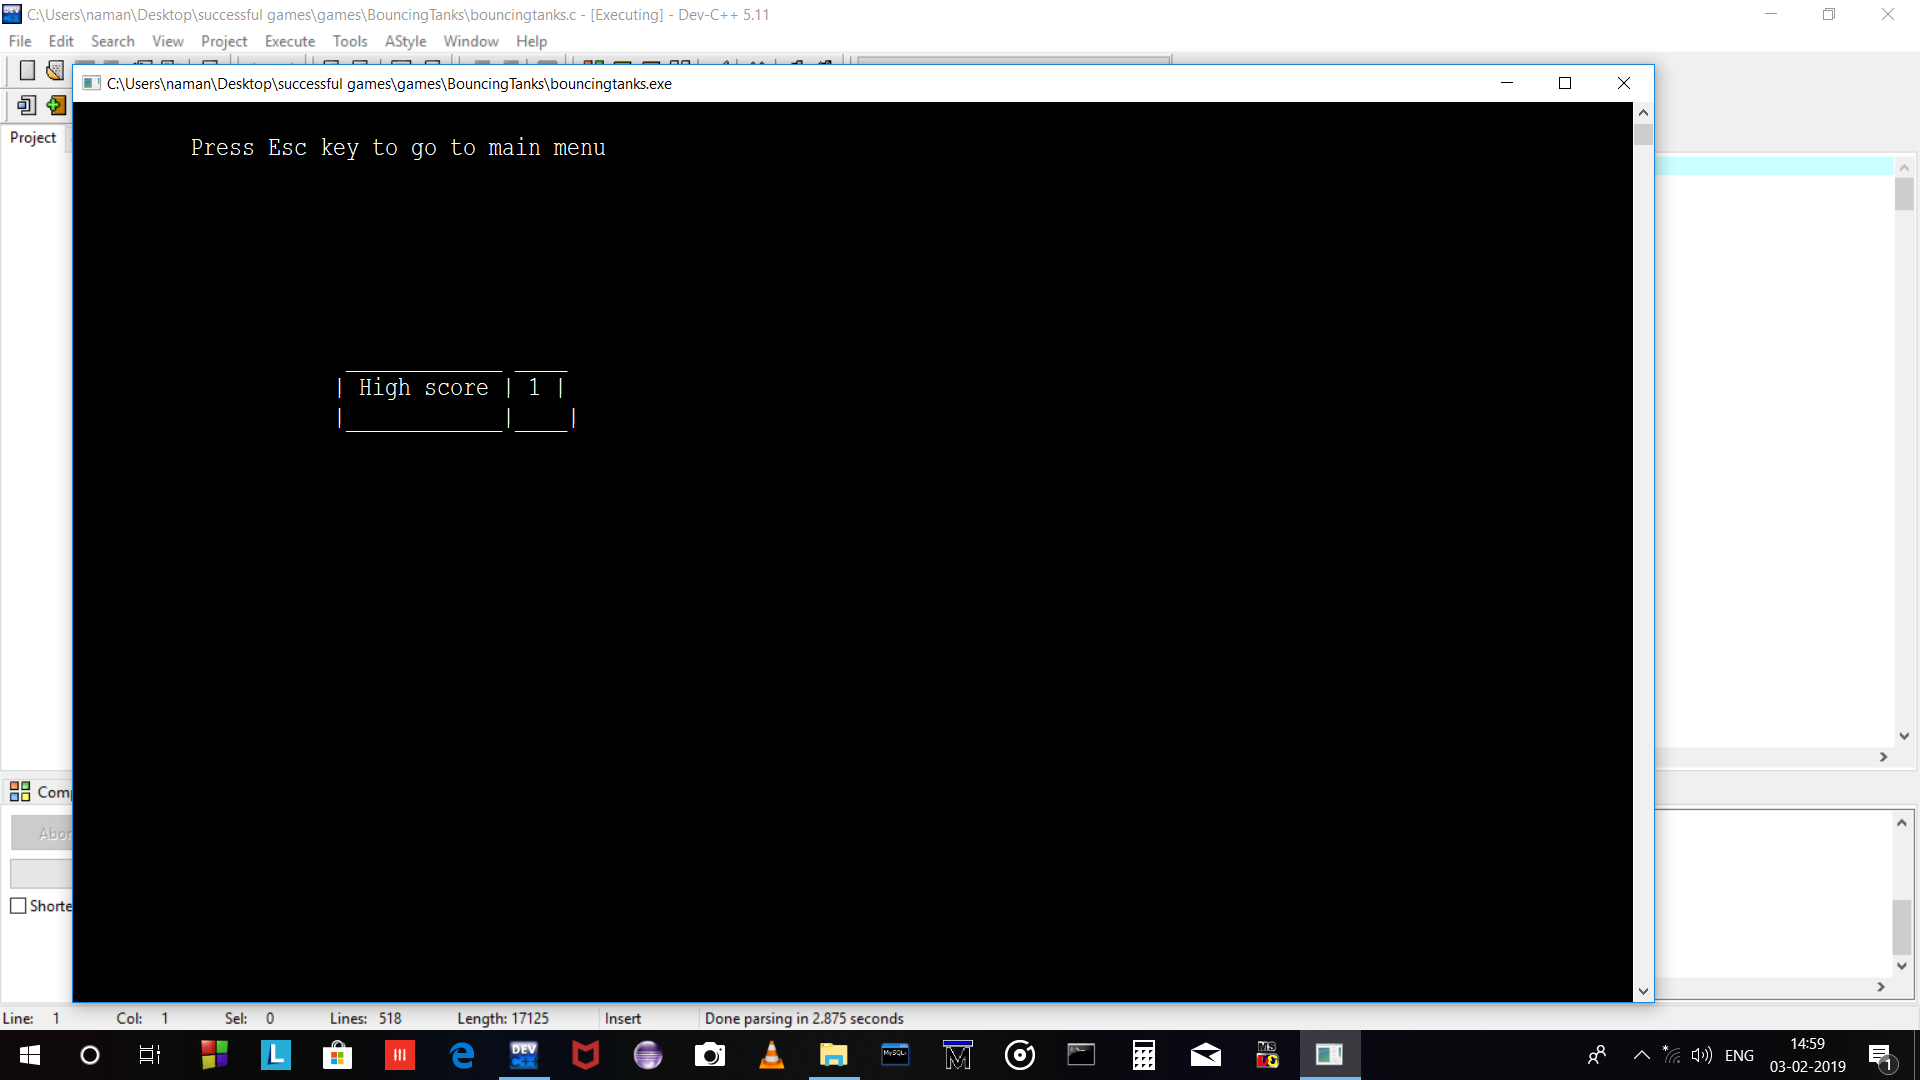 C:\Users\naman\Desktop\successful games\games\BouncingTanks\bouncingtanks.c - [Executing] - Dev-C++ 5.11
File Edit Search View Project Execute Tools AStyle Window Help
C:\Users\naman\Desktop\successful games\games\BouncingTanks\bouncingtanks.exe
Project
Press Esc key to go to main menu
| High score | 1 |
Comp
Abor
Shorte
Line: 1 Col: 1 Sel: 0 Lines: 518 Length: 17125 Insert Done parsing in 2.875 seconds
DEV C++
MySQL
ENG
14:59
03-02-2019
1